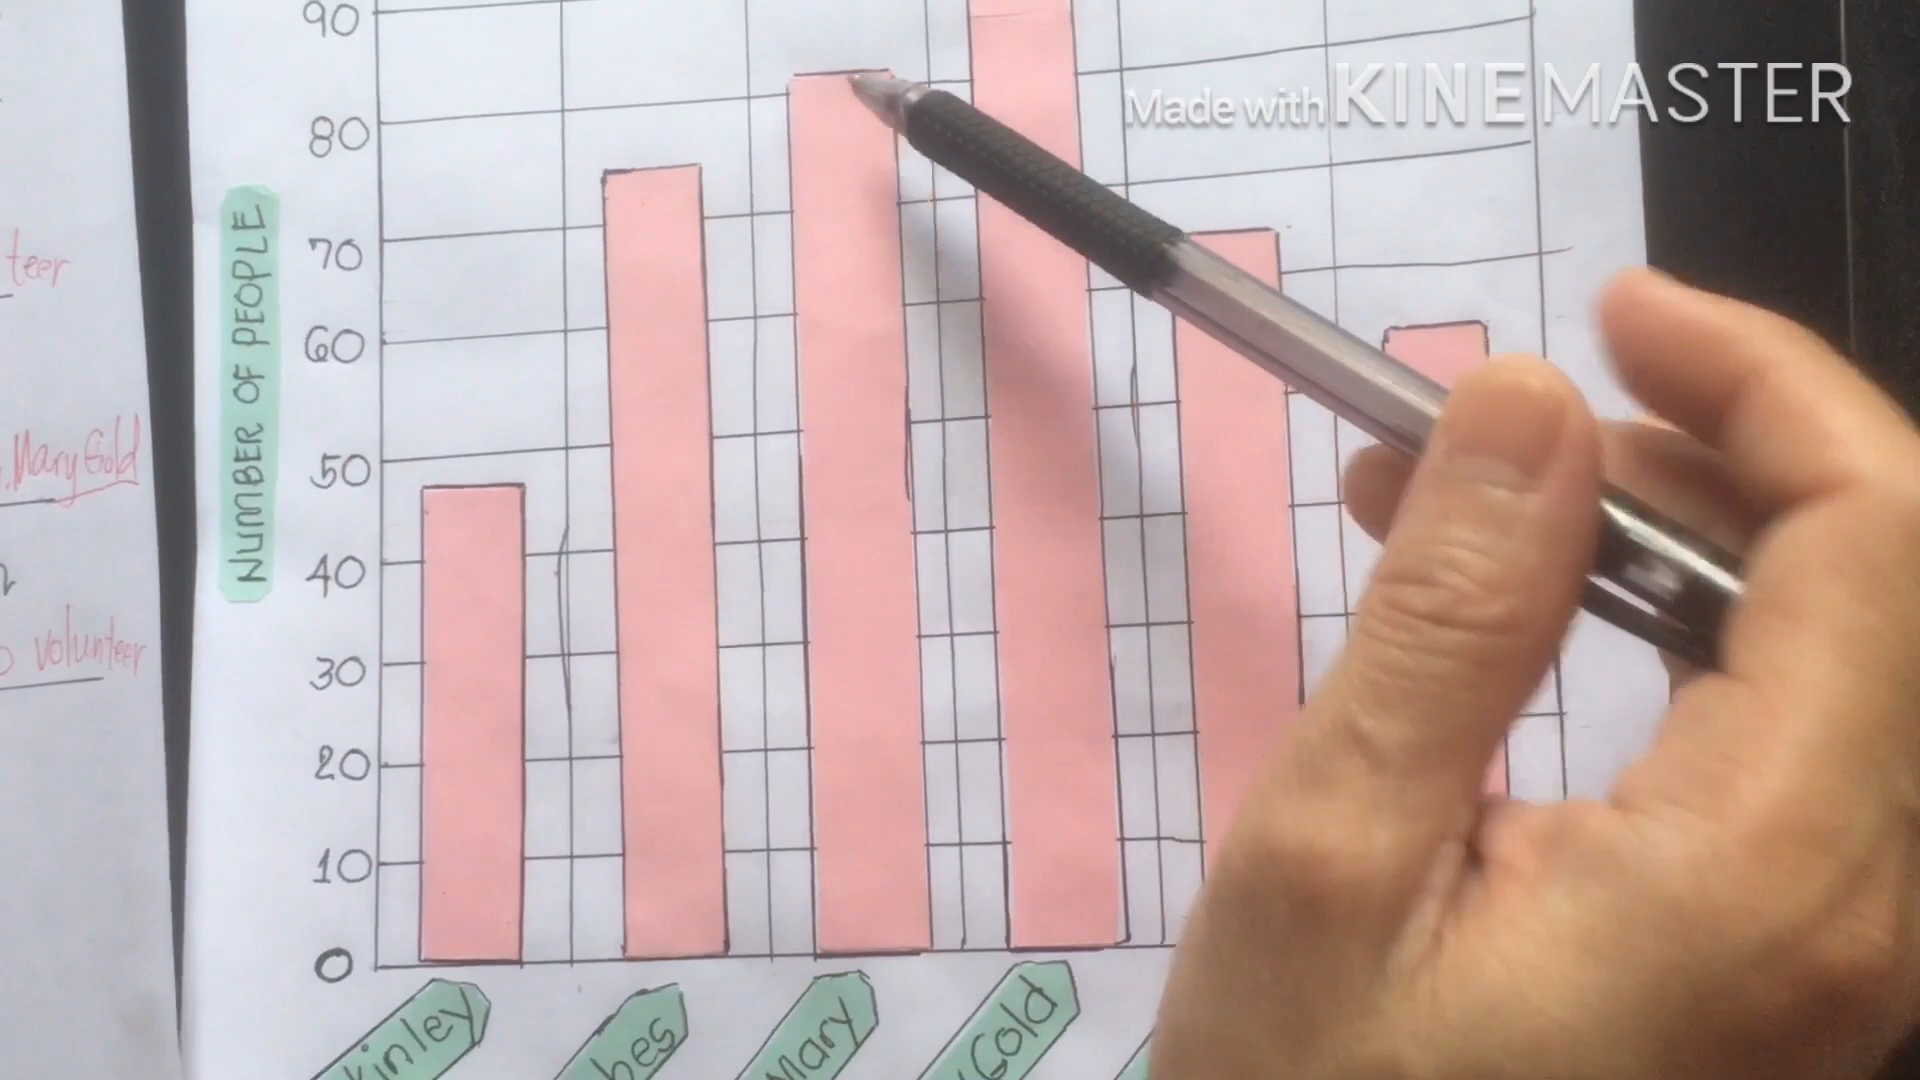 teer
Mary Gold
volunteer
NUMBER OF PEOPLE
90
80
70
60
50
40
30
20
10
0
kinley
bes
Mary
Gold
Made with KINEMASTER